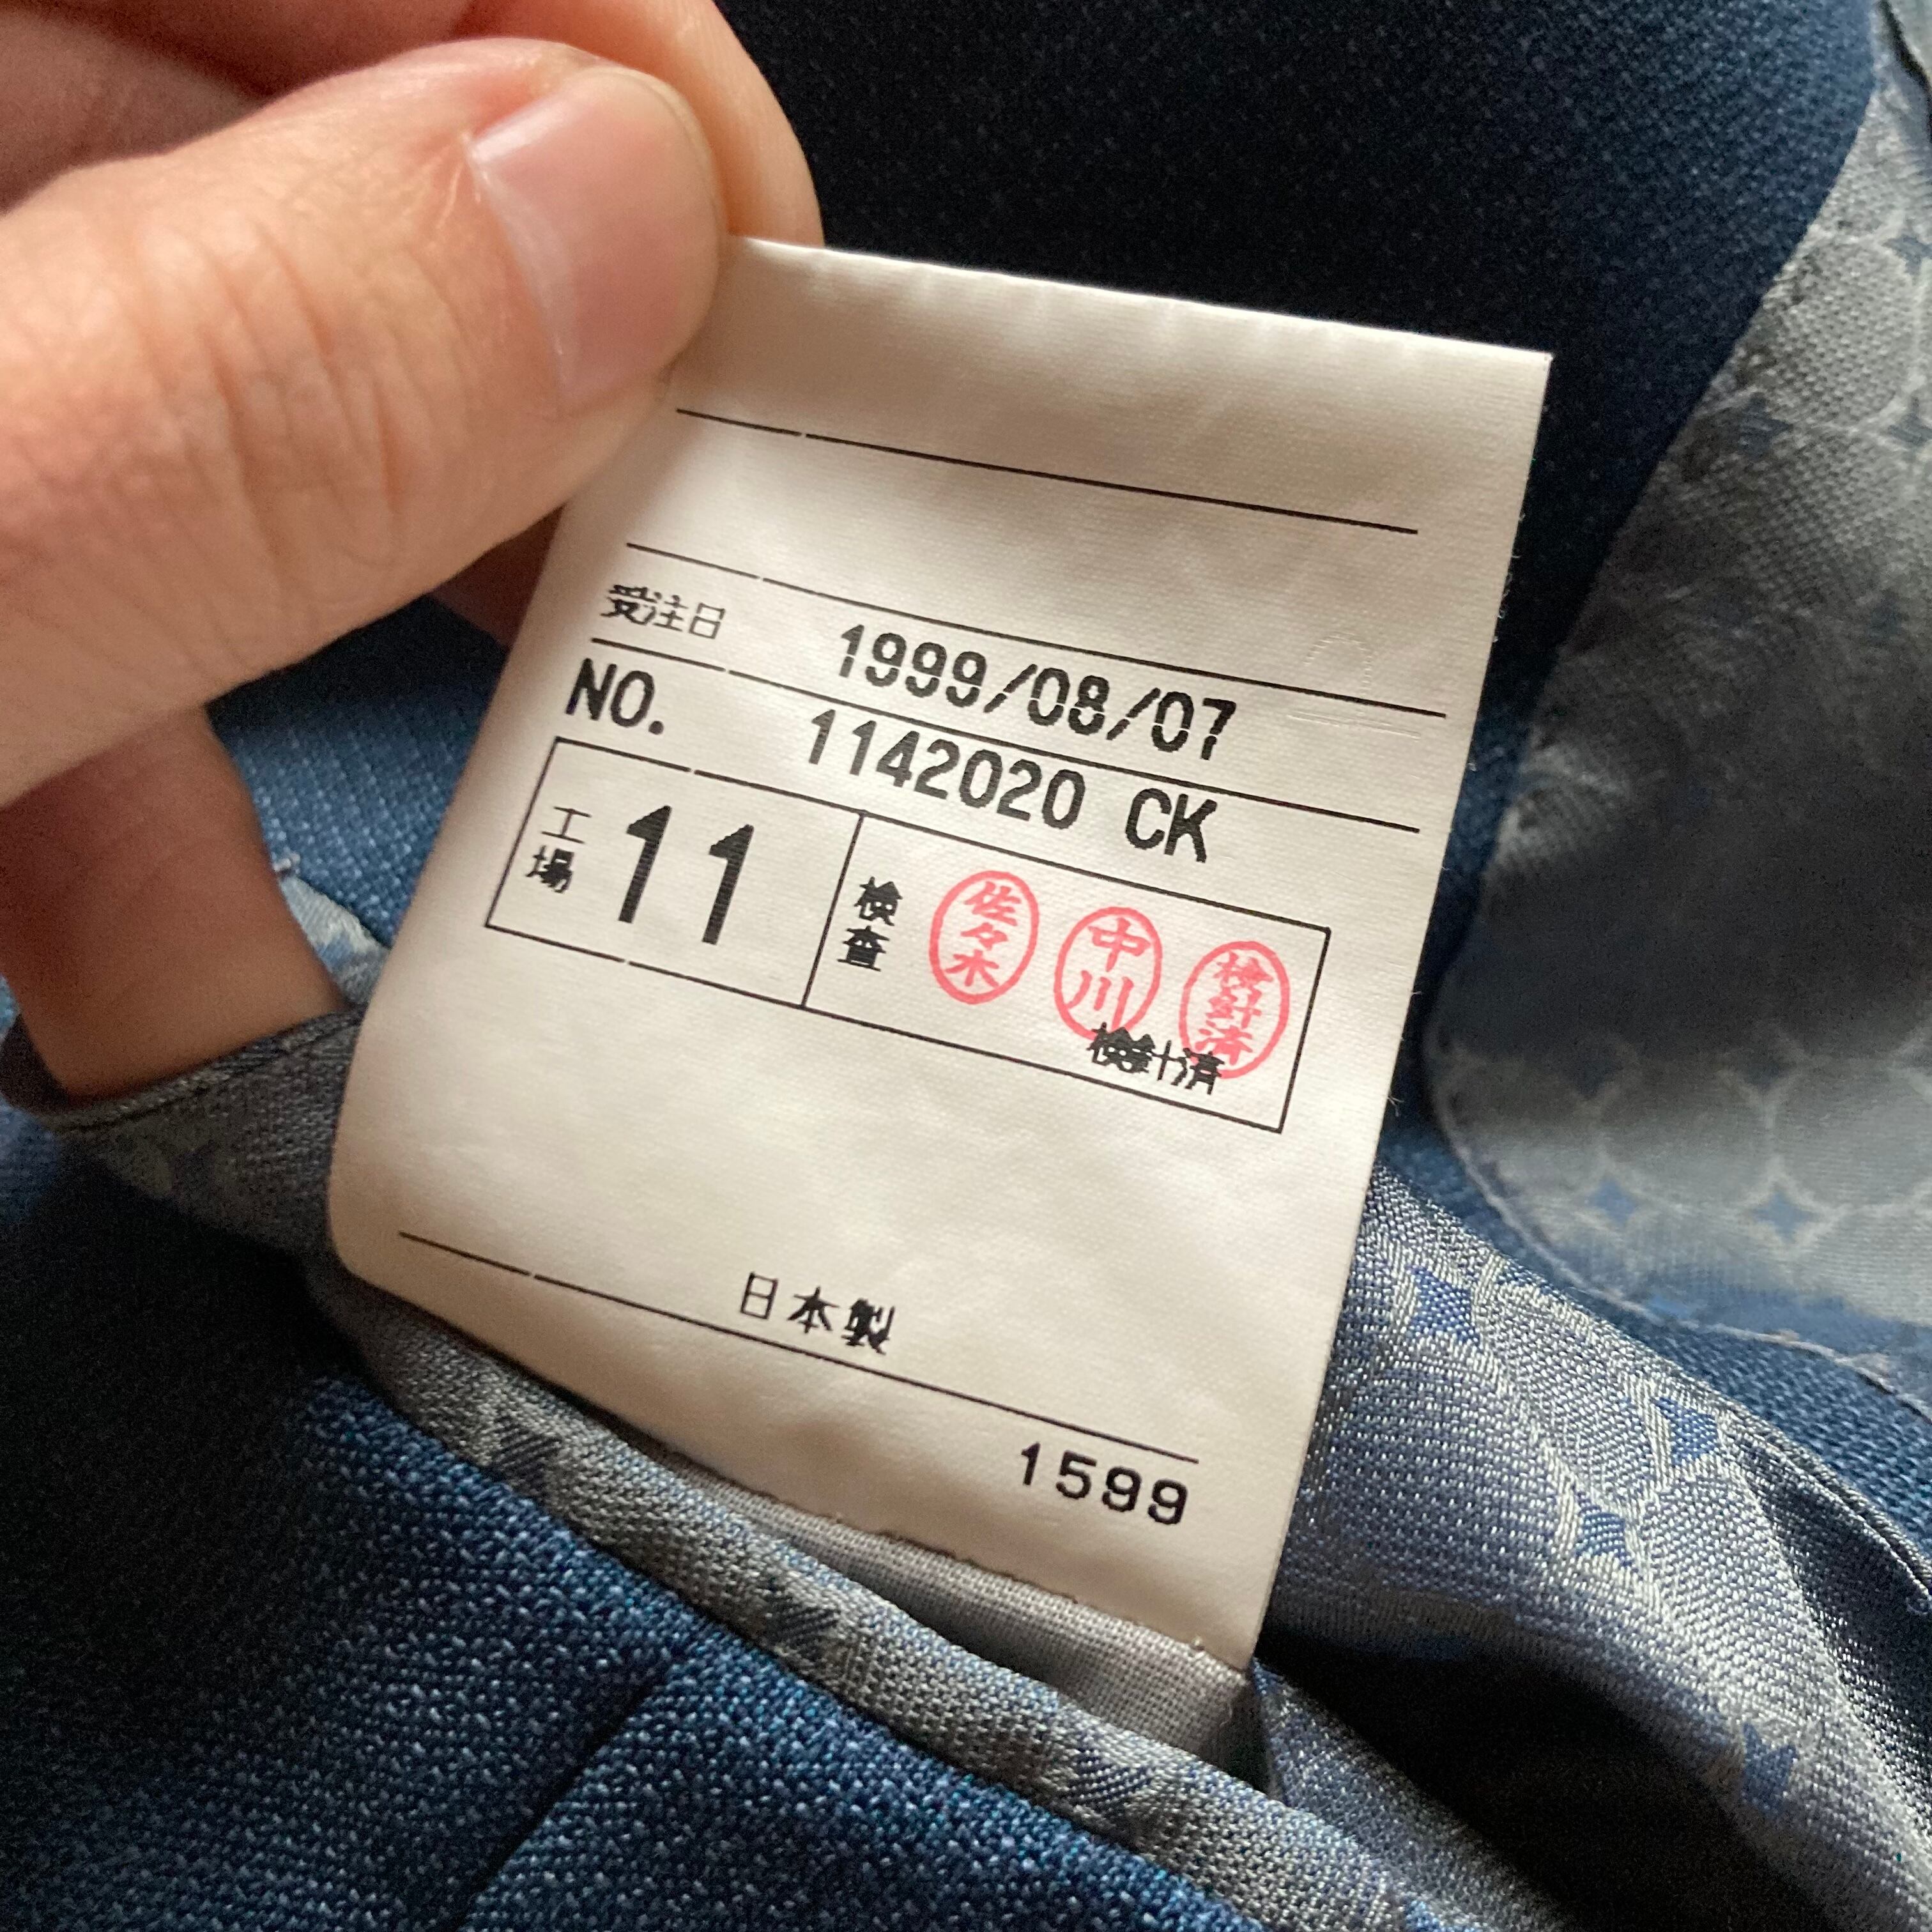 受注日 1999/08/07
NO. 1142020 CK
工場 11 検査 佐々木 中川 検針済
検針済
日本製
1599